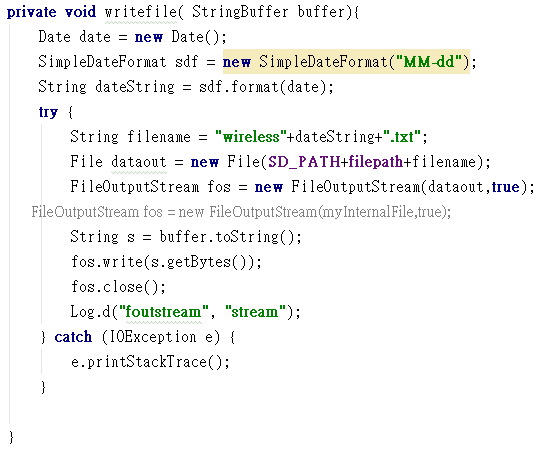 private void writefile( StringBuffer buffer){
Date date = new Date();
SimpleDateFormat sdf = new SimpleDateFormat("MM-dd");
String dateString = sdf.format(date);
try {
String filename = "wireless"+dateString+".txt";
File dataout = new File(SD_PATH+filepath+filename);
FileOutputStream fos = new FileOutputStream(dataout,true);
FileOutputStream fos = new FileOutputStream(myInternalFile,true);
String s = buffer.toString();
fos.write(s.getBytes());
fos.close();
Log.d("foutstream", "stream");
} catch (IOException e) {
e.printStackTrace();
}
}